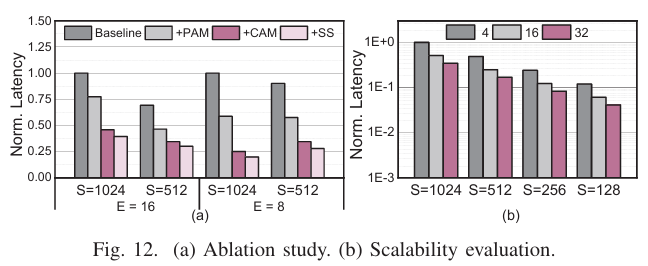 1.50
1.25
1.00
0.75
0.50
0.25
0.00
Norm. Latency
Baseline +PAM +CAM +SS
S=1024 S=512 S=1024 S=512
E = 16 E = 8
(a)
1E+0
1E-1
1E-2
1E-3
Norm. Latency
4 16 32
S=1024 S=512 S=256 S=128
(b)
Fig. 12. (a) Ablation study. (b) Scalability evaluation.